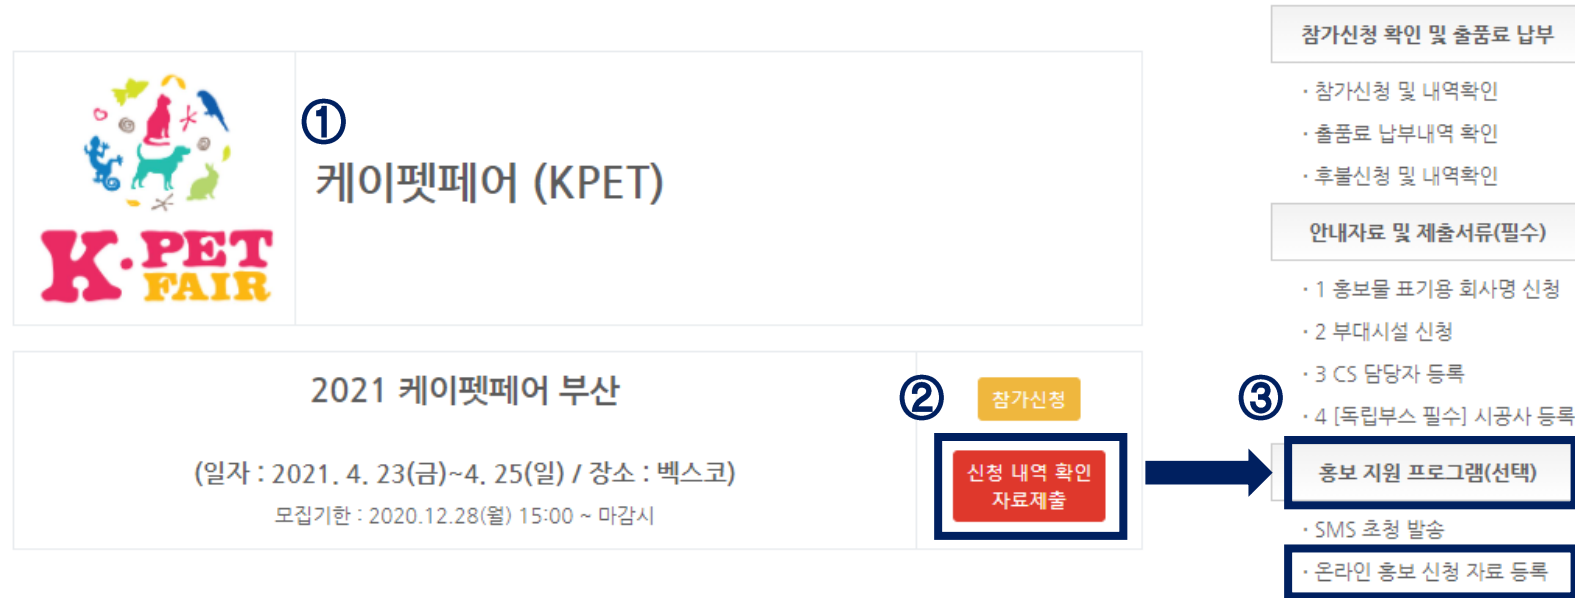 ①
케이펫페어 (KPET)
K·PET
FAIR
2021 케이펫페어 부산
(일자 : 2021. 4. 23(금)~4. 25(일) / 장소 : 벡스코)
모집기한 : 2020.12.28(월) 15:00 ~ 마감시
②
참가신청
신청 내역 확인
자료제출
③
참가신청 확인 및 출품료 납부
· 참가신청 및 내역확인
· 출품료 납부내역 확인
· 후불신청 및 내역확인
안내자료 및 제출서류(필수)
· 1 홍보물 표기용 회사명 신청
· 2 부대시설 신청
· 3 CS 담당자 등록
· 4 [독립부스 필수] 시공사 등록
홍보 지원 프로그램(선택)
· SMS 초청 발송
· 온라인 홍보 신청 자료 등록